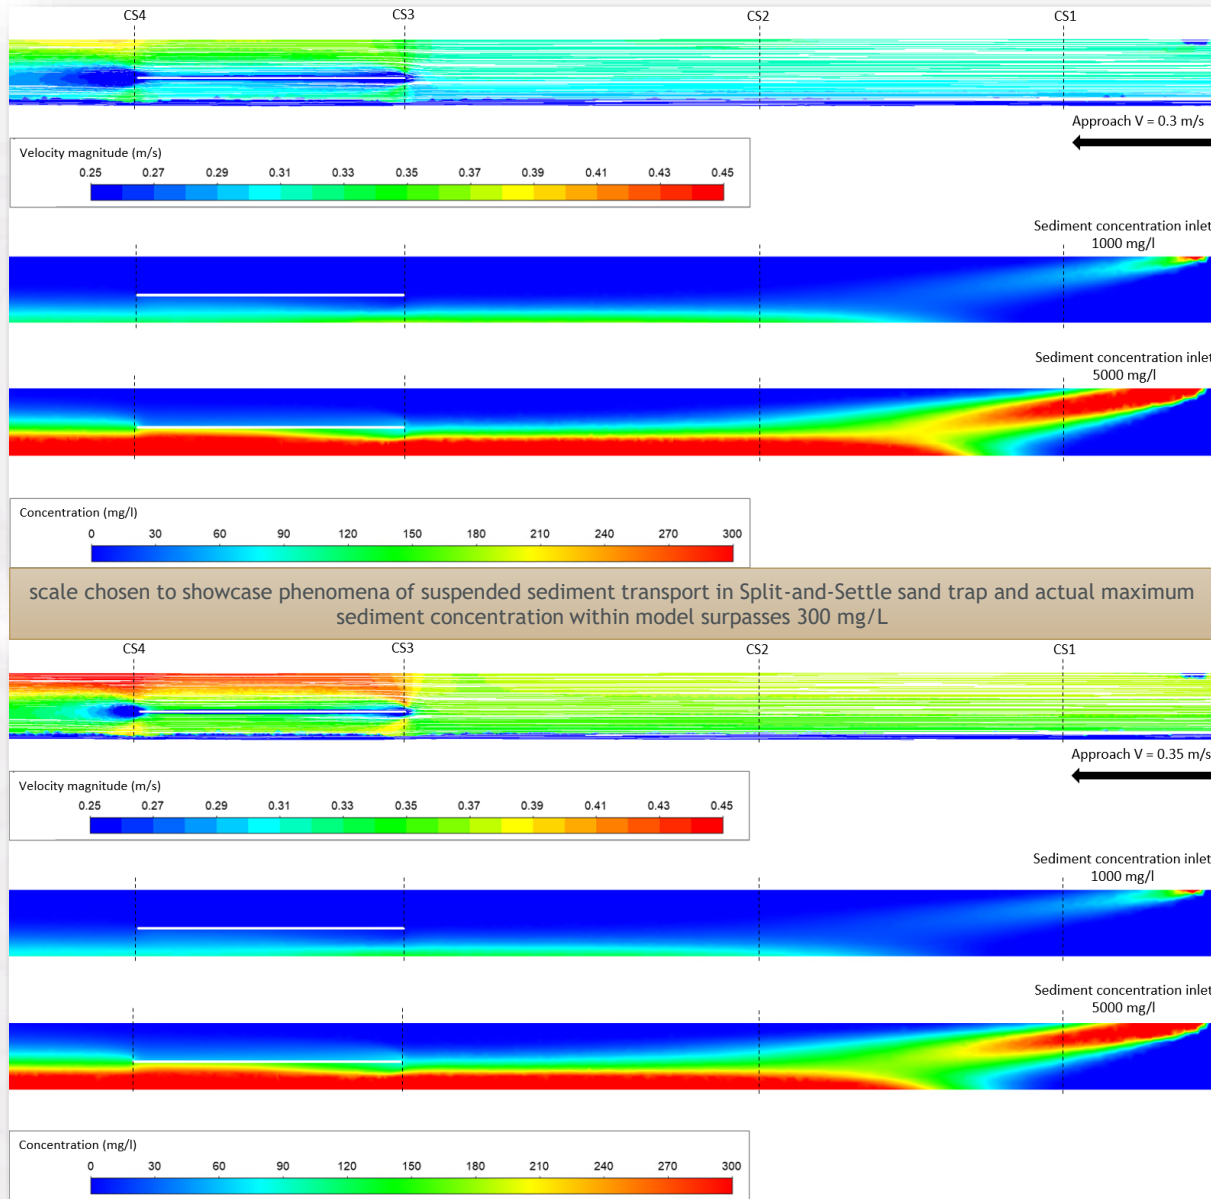 CS4 CS3 CS2 CS1
Approach V = 0.3 m/s
Velocity magnitude (m/s)
0.25 0.27 0.29 0.31 0.33 0.35 0.37 0.39 0.41 0.43 0.45
Sediment concentration inlet
1000 mg/l
Sediment concentration inlet
5000 mg/l
Concentration (mg/l)
0 30 60 90 120 150 180 210 240 270 300
scale chosen to showcase phenomena of suspended sediment transport in Split-and-Settle sand trap and actual maximum
sediment concentration within model surpasses 300 mg/L
CS4 CS3 CS2 CS1
Approach V = 0.35 m/s
Velocity magnitude (m/s)
0.25 0.27 0.29 0.31 0.33 0.35 0.37 0.39 0.41 0.43 0.45
Sediment concentration inlet
1000 mg/l
Sediment concentration inlet
5000 mg/l
Concentration (mg/l)
0 30 60 90 120 150 180 210 240 270 300